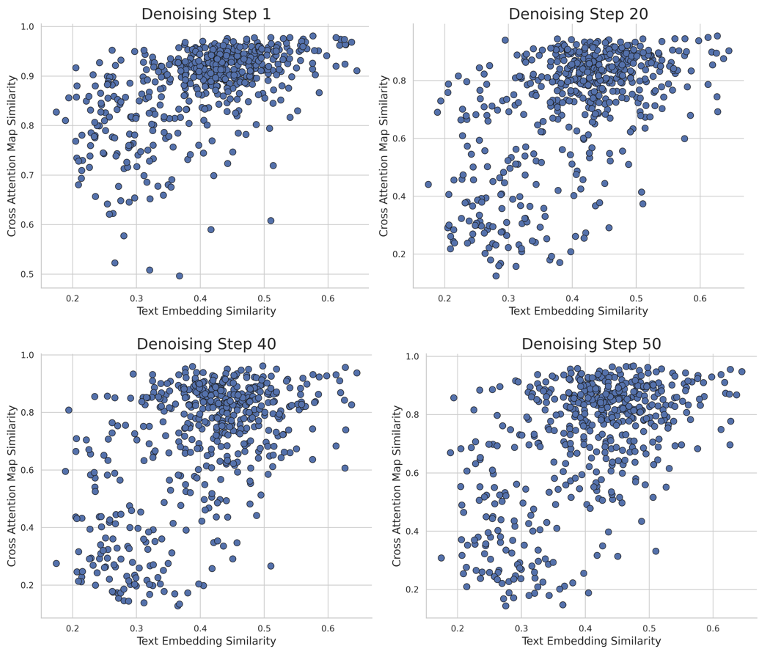 Denoising Step 1
Cross Attention Map Similarity
1.0
0.9
0.8
0.7
0.6
0.5
0.2 0.3 0.4 0.5 0.6
Text Embedding Similarity
Denoising Step 20
Cross Attention Map Similarity
0.8
0.6
0.4
0.2
0.2 0.3 0.4 0.5 0.6
Text Embedding Similarity
Denoising Step 40
Cross Attention Map Similarity
1.0
0.8
0.6
0.4
0.2
0.2 0.3 0.4 0.5 0.6
Text Embedding Similarity
Denoising Step 50
Cross Attention Map Similarity
1.0
0.8
0.6
0.4
0.2
0.2 0.3 0.4 0.5 0.6
Text Embedding Similarity